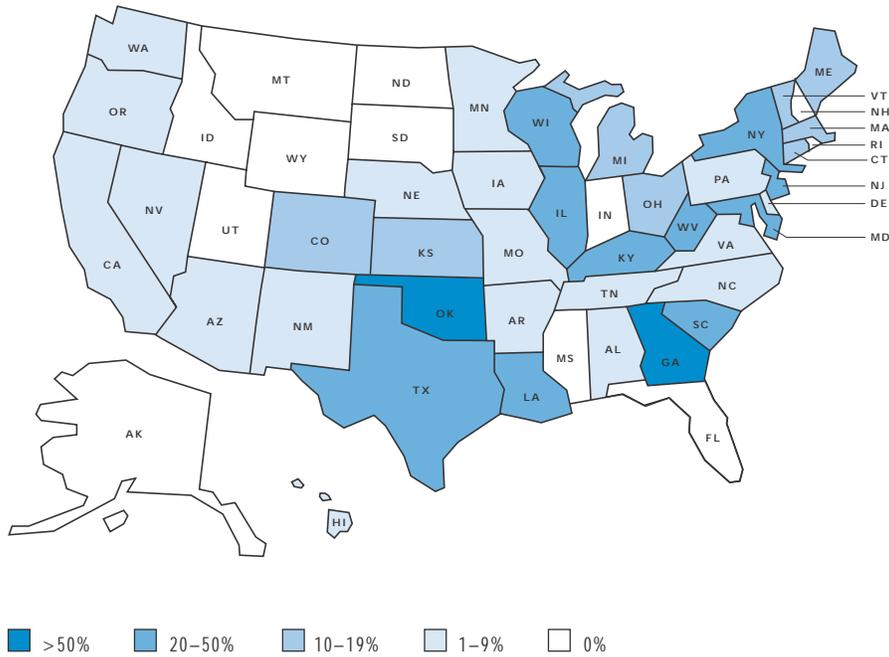 WA
ME
MT
ND
VT
MN
NH
OR
WI
MA
NY
ID
SD
RI
MI
CT
WY
PA
IA
NJ
NE
NV
OH
DE
IL
IN
UT
WV
CO
MD
VA
KS
MO
KY
CA
NC
TN
OK
AZ
NM
AR
SC
AL
MS
GA
TX
LA
AK
FL
HI
>50%
20–50%
10–19%
1–9%
0%